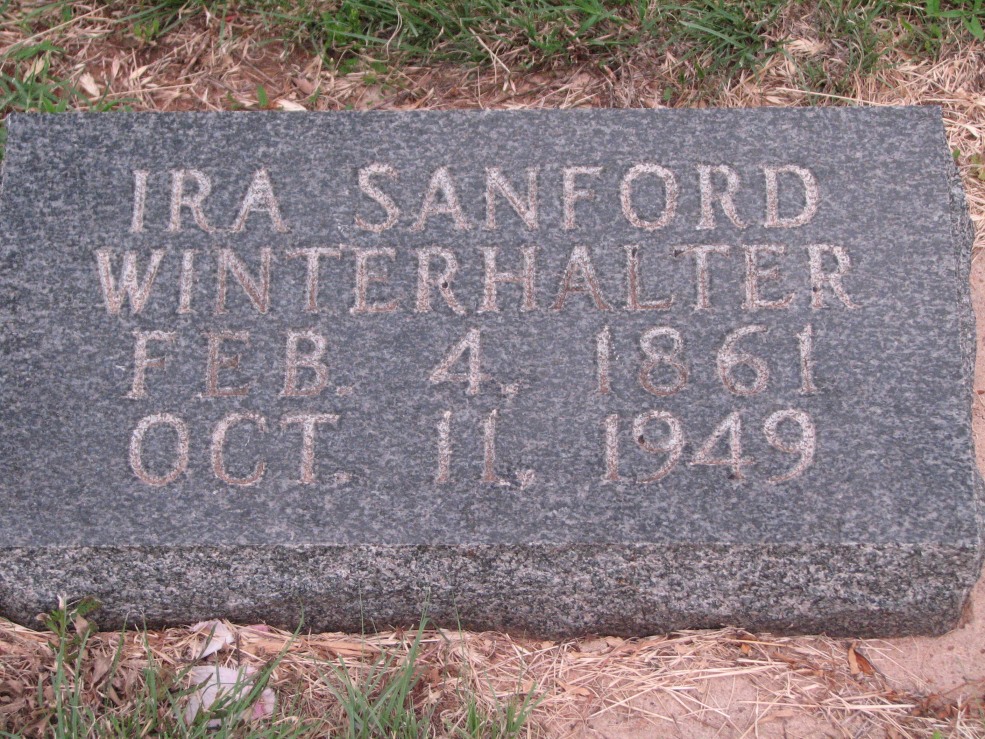 IRA SANFORD
WINTERHALTER
FEB. 4, 1861
OCT. 11, 1949